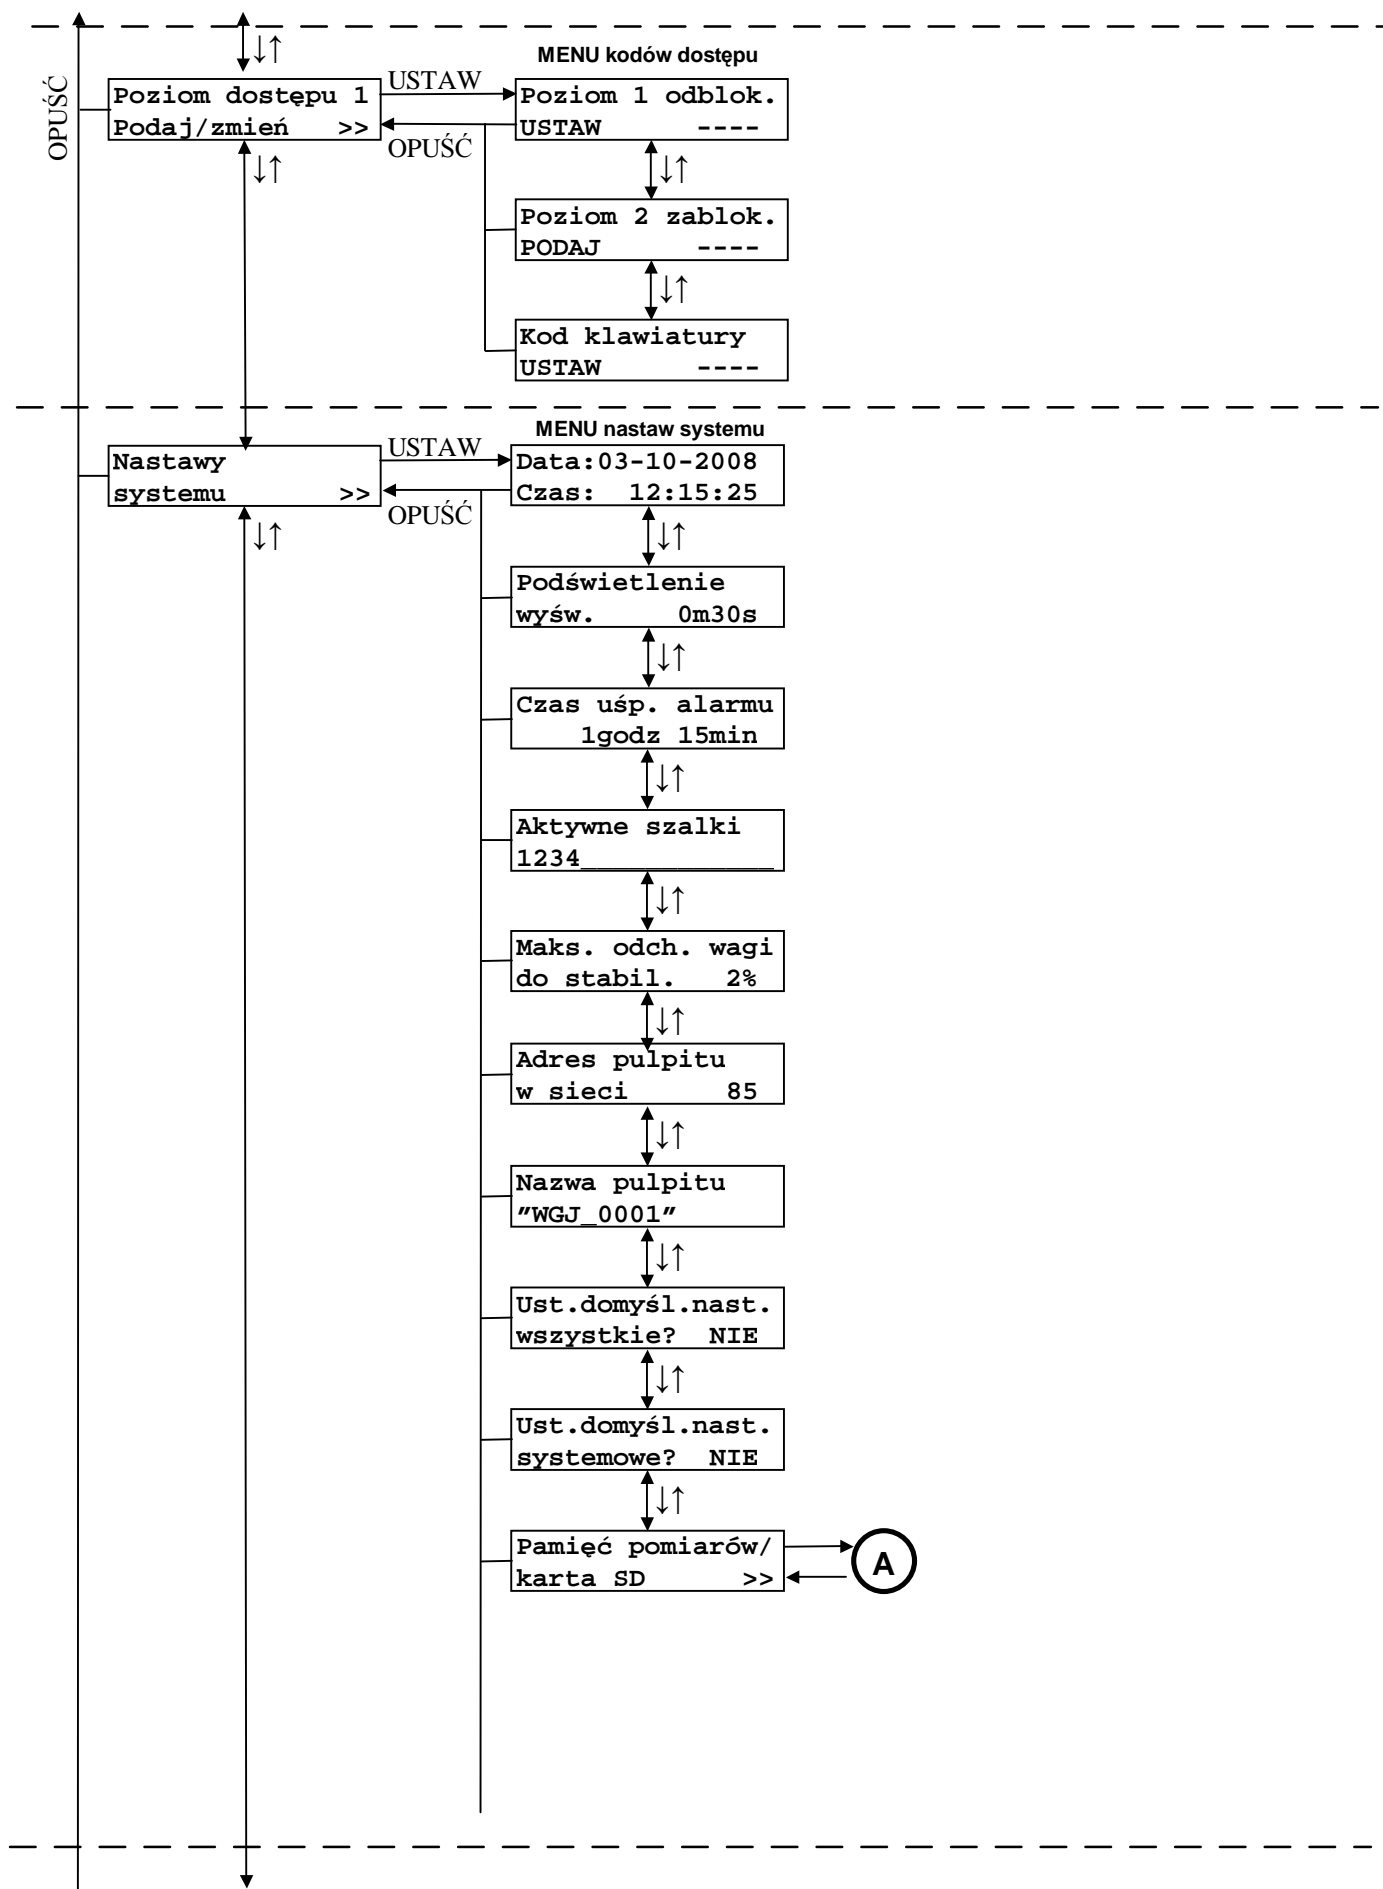 ↓↑
MENU kodów dostępu
OPUŚĆ
Poziom dostępu 1
Podaj/zmień >>
USTAW
OPUŚĆ
Poziom 1 odblok.
USTAW ----
↓↑
↓↑
Poziom 2 zablok.
PODAJ ----
↓↑
Kod klawiatury
USTAW ----
MENU nastaw systemu
Nastawy
systemu >>
USTAW
OPUŚĆ
Data:03-10-2008
Czas: 12:15:25
↓↑
↓↑
Podświetlenie
wyśw. 0m30s
↓↑
Czas uśp. alarmu
1godz 15min
↓↑
Aktywne szalki
1234____________
↓↑
Maks. odch. wagi
do stabil. 2%
↓↑
Adres pulpitu
w sieci 85
↓↑
Nazwa pulpitu
”WGJ_0001”
↓↑
Ust.domyśl.nast.
wszystkie? NIE
↓↑
Ust.domyśl.nast.
systemowe? NIE
↓↑
Pamięć pomiarów/
karta SD >>
A